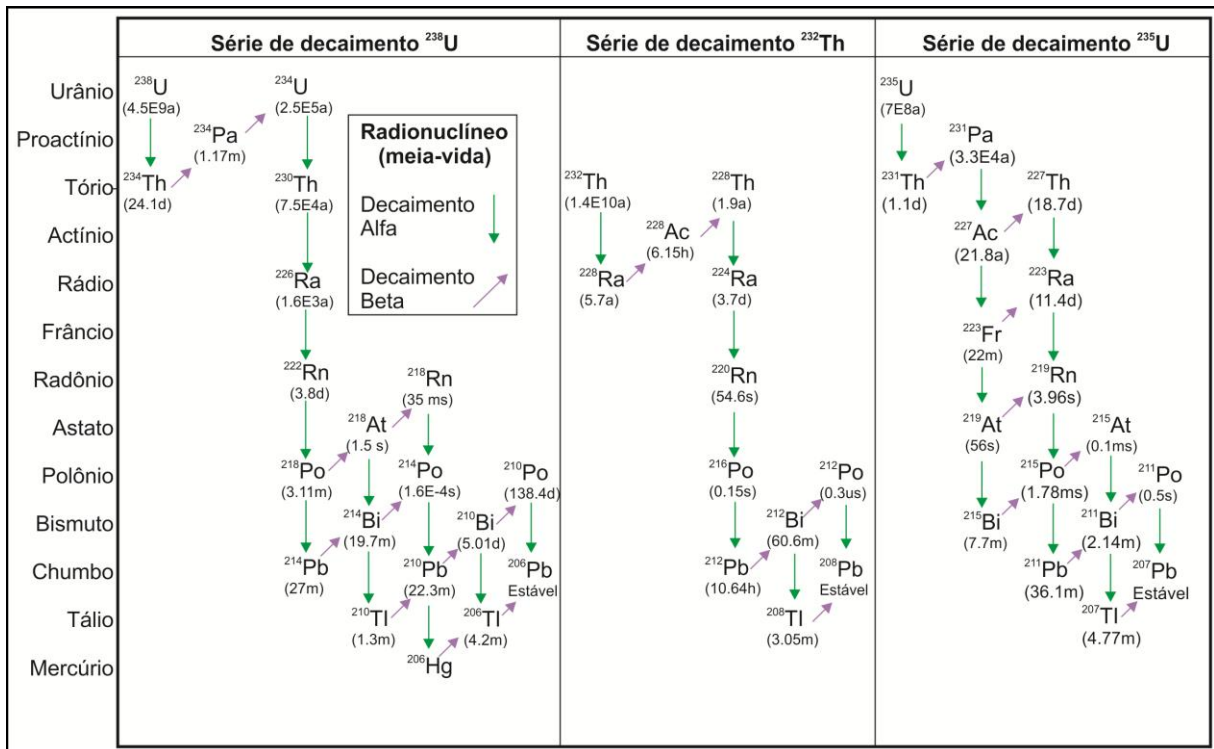 Série de decaimento ²³⁸U
Série de decaimento ²³²Th
Série de decaimento ²³⁵U
Urânio
Proactínio
Tório
Actínio
Rádio
Frâncio
Radônio
Astato
Polônio
Bismuto
Chumbo
Tálio
Mercúrio
²³⁸U
(4.5E9a)
²³⁴Th
(24.1d)
²³⁴Pa
(1.17m)
²³⁴U
(2.5E5a)
²³⁰Th
(7.5E4a)
²²⁶Ra
(1.6E3a)
²²²Rn
(3.8d)
²¹⁸Po
(3.11m)
²¹⁴Pb
(27m)
²¹⁸At
(1.5 s)
²¹⁴Bi
(19.7m)
²¹⁰Tl
(1.3m)
²¹⁸Rn
(35 ms)
²¹⁴Po
(1.6E-4s)
²¹⁰Pb
(22.3m)
²⁰⁶Hg
²¹⁰Bi
(5.01d)
²⁰⁶Tl
(4.2m)
²¹⁰Po
(138.4d)
²⁰⁶Pb
Estável
Radionuclíneo
(meia-vida)
Decaimento
Alfa
Decaimento
Beta
²³²Th
(1.4E10a)
²²⁸Ra
(5.7a)
²²⁸Ac
(6.15h)
²²⁸Th
(1.9a)
²²⁴Ra
(3.7d)
²²⁰Rn
(54.6s)
²¹⁶Po
(0.15s)
²¹²Pb
(10.64h)
²¹²Bi
(60.6m)
²⁰⁸Tl
(3.05m)
²¹²Po
(0.3us)
²⁰⁸Pb
Estável
²³⁵U
(7E8a)
²³¹Th
(1.1d)
²³¹Pa
(3.3E4a)
²²⁷Ac
(21.8a)
²²³Fr
(22m)
²¹⁹At
(56s)
²¹⁵Bi
(7.7m)
²²⁷Th
(18.7d)
²²³Ra
(11.4d)
²¹⁹Rn
(3.96s)
²¹⁵Po
(1.78ms)
²¹¹Pb
(36.1m)
²¹⁵At
(0.1ms)
²¹¹Bi
(2.14m)
²⁰⁷Tl
(4.77m)
²¹¹Po
(0.5s)
²⁰⁷Pb
Estável